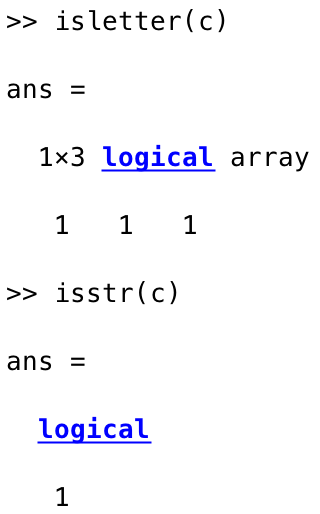 >> isletter(c)
ans =
1×3 logical array
1 1 1
>> isstr(c)
ans =
logical
1